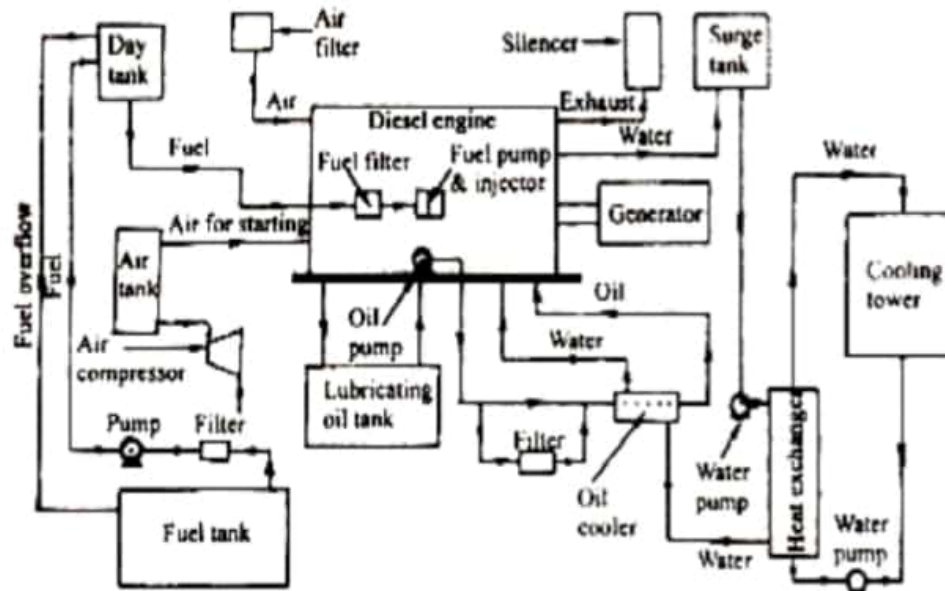 Day
tank
Air
filter
Silencer
Surge
tank
Air
Exhaust
Diesel engine
Water
Fuel
Fuel filter
Fuel pump
& injector
Water
Generator
Air for starting
Fuel overflow
Fuel
Air
tank
Cooling
tower
Oil
pump
Oil
Water
Air
compressor
Lubricating
oil tank
Pump
Filter
Filter
Oil
cooler
Water
pump
Heat exchanger
Water
pump
Water
Fuel tank